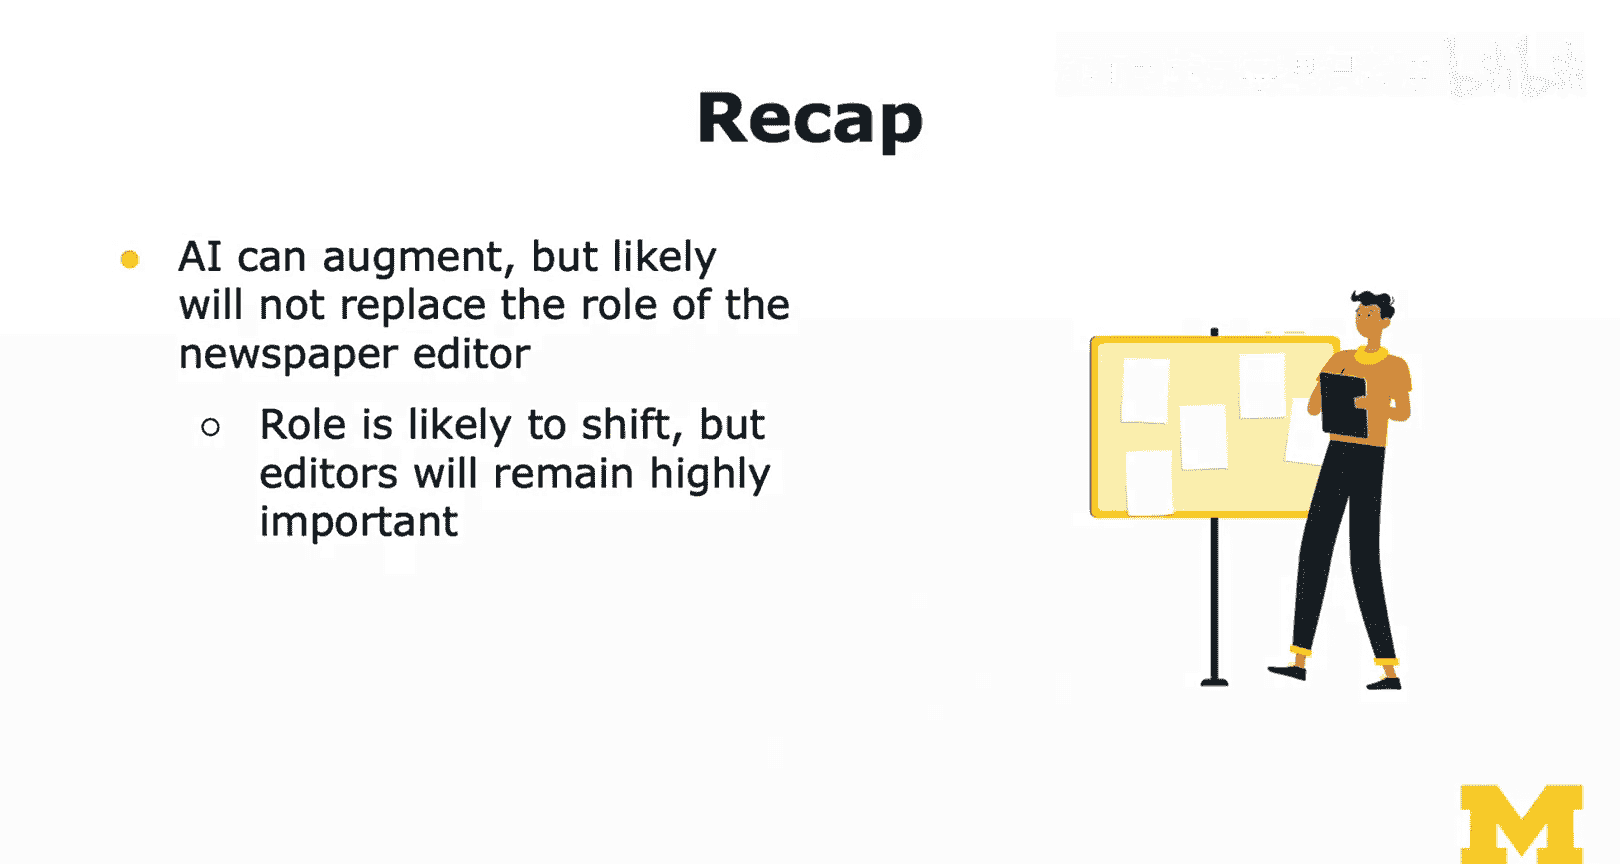 Recap
AI can augment, but likely
will not replace the role of the
newspaper editor
Role is likely to shift, but
editors will remain highly
important
M